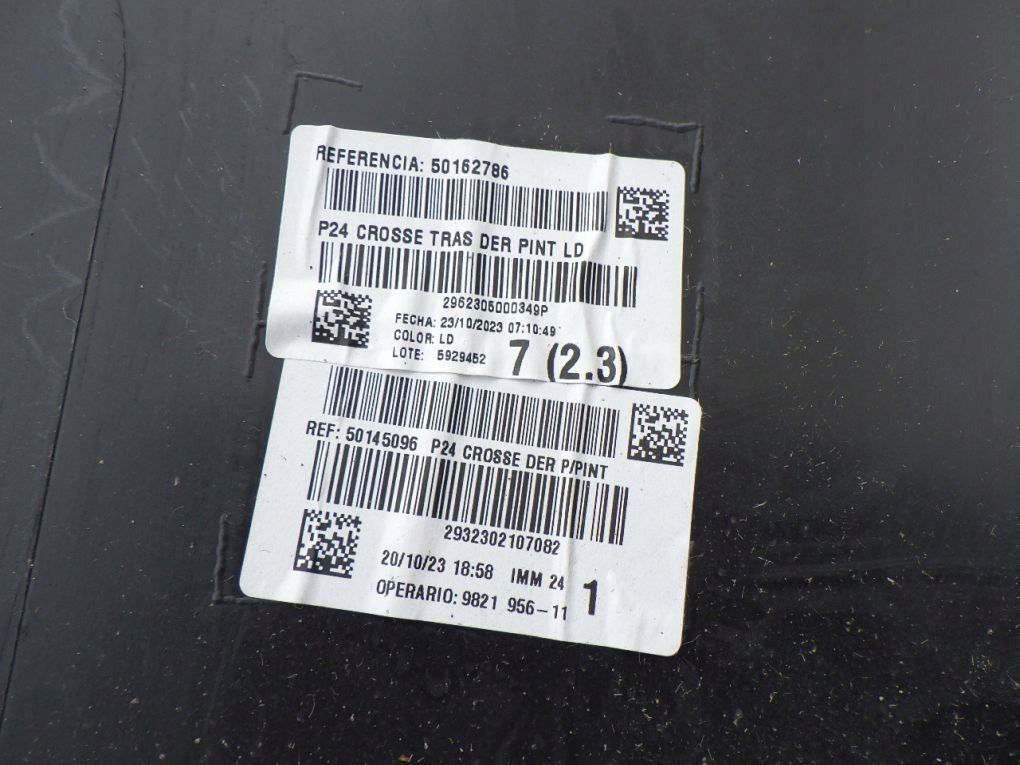 REFERENCIA: 50162786
P24 CROSSE TRAS DER PINT LD
2962305000349P
FECHA: 23/10/2023 07:10:49
COLOR: LD
LOTE: 5929452
7 (2.3)
REF: 50145096 P24 CROSSE DER P/PINT
2932302107082
20/10/23 18:58 IMM 24
OPERARIO: 9821 956-11
1